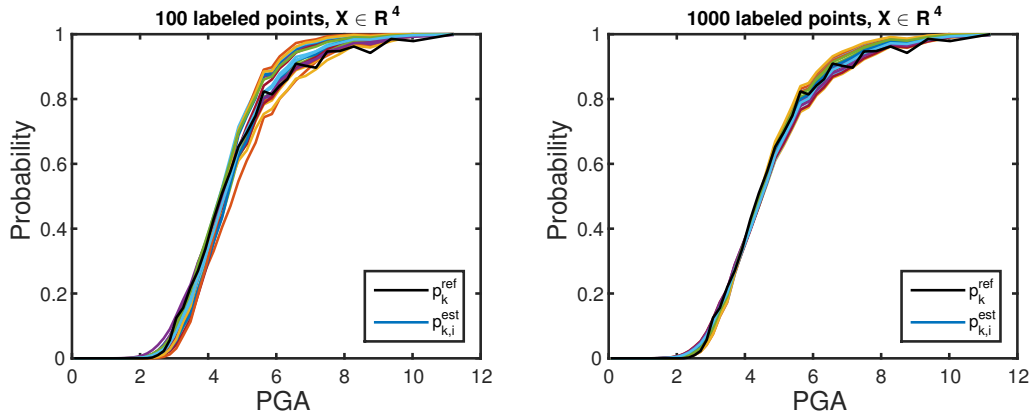 100 labeled points, X ∈ R⁴
Probability
1
0.8
0.6
0.4
0.2
0
0 2 4 6 8 10 12
PGA
p_k^ref
p_k,i^est
1000 labeled points, X ∈ R⁴
Probability
1
0.8
0.6
0.4
0.2
0
0 2 4 6 8 10 12
PGA
p_k^ref
p_k,i^est